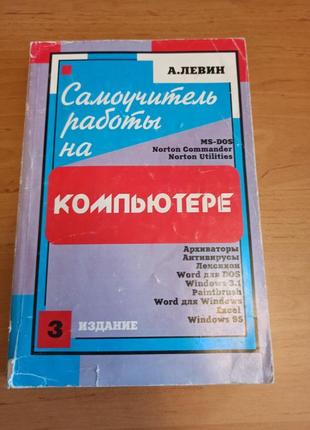 А.ЛЕВИН
Самоучитель
работы
на
MS-DOS
Norton Commander
Norton Utilities
КОМПЬЮТЕРЕ
Архиваторы
Антивирусы
Лексикон
Word для DOS
Windows 3.1
Paintbrush
Word для Windows
Excel
Windows 95
3 ИЗДАНИЕ